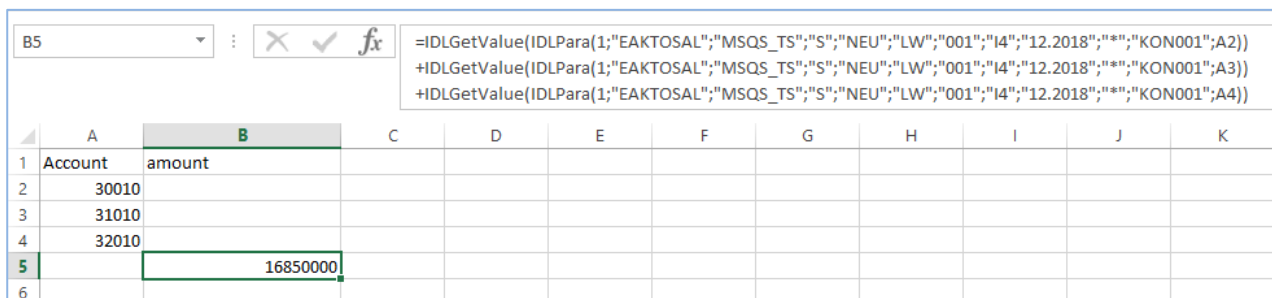 B5 fx =IDLGetValue(IDLPara(1;"EAKTOSAL";"MSQS_TS";"S";"NEU";"LW";"001";"I4";"12.2018";"*";"KON001";A2))
+IDLGetValue(IDLPara(1;"EAKTOSAL";"MSQS_TS";"S";"NEU";"LW";"001";"I4";"12.2018";"*";"KON001";A3))
+IDLGetValue(IDLPara(1;"EAKTOSAL";"MSQS_TS";"S";"NEU";"LW";"001";"I4";"12.2018";"*";"KON001";A4))
A B C D E F G H I J K
1 Account amount
2 30010
3 31010
4 32010
5 16850000
6